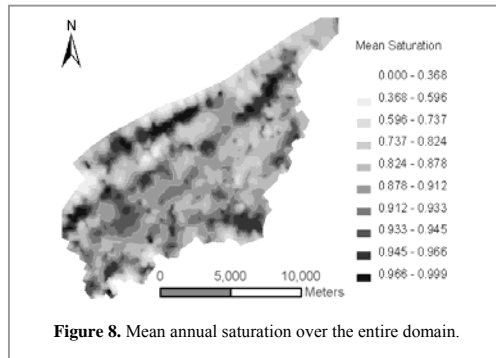 N
Mean Saturation
0.000 - 0.368
0.368 - 0.596
0.596 - 0.737
0.737 - 0.824
0.824 - 0.878
0.878 - 0.912
0.912 - 0.933
0.933 - 0.945
0.945 - 0.966
0.966 - 0.999
0 5,000 10,000
Meters
Figure 8. Mean annual saturation over the entire domain.